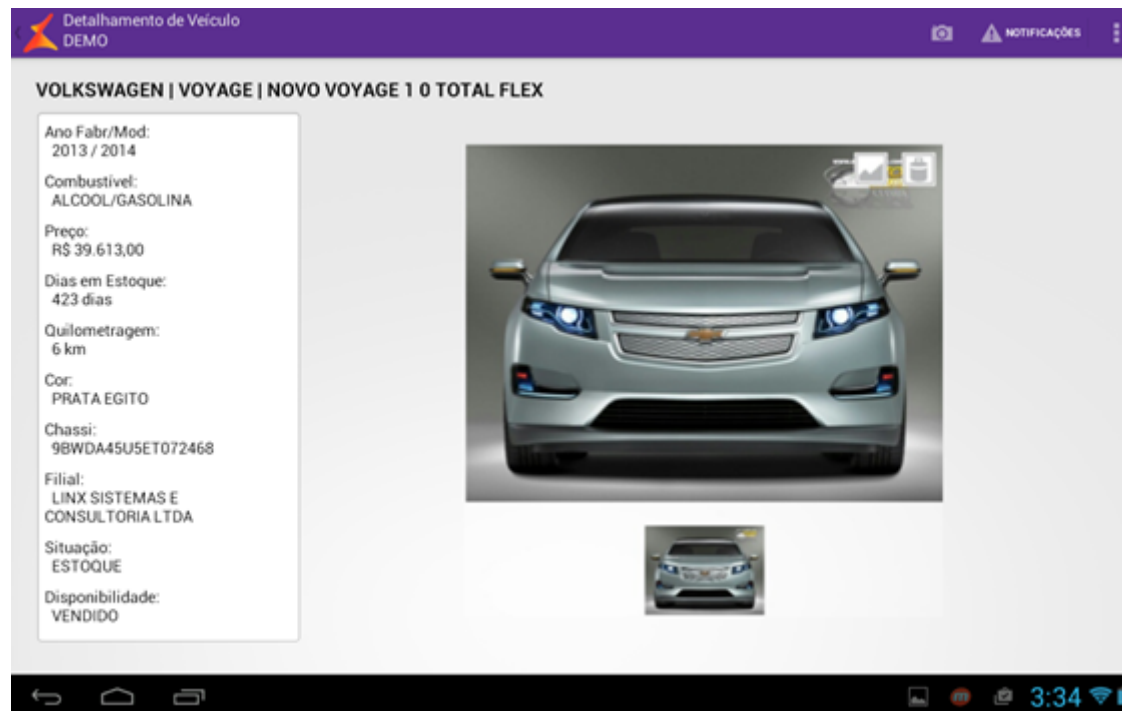 Detalhamento de Veículo
DEMO
NOTIFICAÇÕES
VOLKSWAGEN | VOYAGE | NOVO VOYAGE 1 0 TOTAL FLEX
Ano Fabr/Mod:
2013 / 2014
Combustível:
ALCOOL/GASOLINA
Preço:
R$ 39.613,00
Dias em Estoque:
423 dias
Quilometragem:
6 km
Cor:
PRATA EGITO
Chassi:
9BWDA45U5ET072468
Filial:
LINX SISTEMAS E
CONSULTORIA LTDA
Situação:
ESTOQUE
Disponibilidade:
VENDIDO
3:34